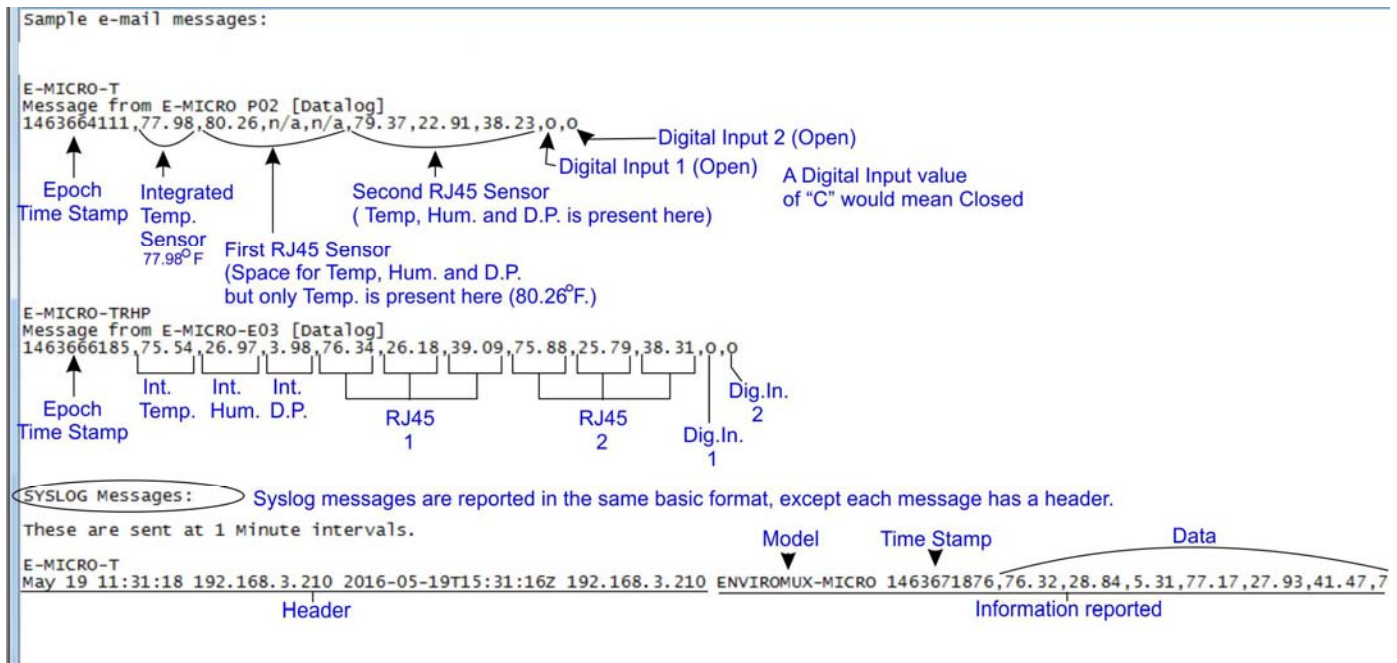 Sample e-mail messages:
E-MICRO-T
Message from E-MICRO P02 [Datalog]
1463664111,77.98,80.26,n/a,n/a,79.37,22.91,38.23,o,o
Digital Input 2 (Open)
Digital Input 1 (Open)
A Digital Input value
of “C” would mean Closed
Epoch
Time Stamp
Integrated
Temp.
Sensor
77.98°F
Second RJ45 Sensor
( Temp, Hum. and D.P. is present here)
First RJ45 Sensor
(Space for Temp, Hum. and D.P.
but only Temp. is present here (80.26°F.)
E-MICRO-TRHP
Message from E-MICRO-E03 [Datalog]
1463666185,75.54,26.97,3.98,76.34,26.18,39.09,75.88,25.79,38.31,o,o
Epoch
Time Stamp
Int.
Temp.
Int.
Hum.
Int.
D.P.
RJ45
1
RJ45
2
Dig.In.
1
Dig.In.
2
SYSLOG Messages:
Syslog messages are reported in the same basic format, except each message has a header.
These are sent at 1 Minute intervals.
Model
Time Stamp
Data
E-MICRO-T
May 19 11:31:18 192.168.3.210 2016-05-19T15:31:16Z 192.168.3.210 ENVIROMUX-MICRO 1463671876,76.32,28.84,5.31,77.17,27.93,41.47,7
Header
Information reported